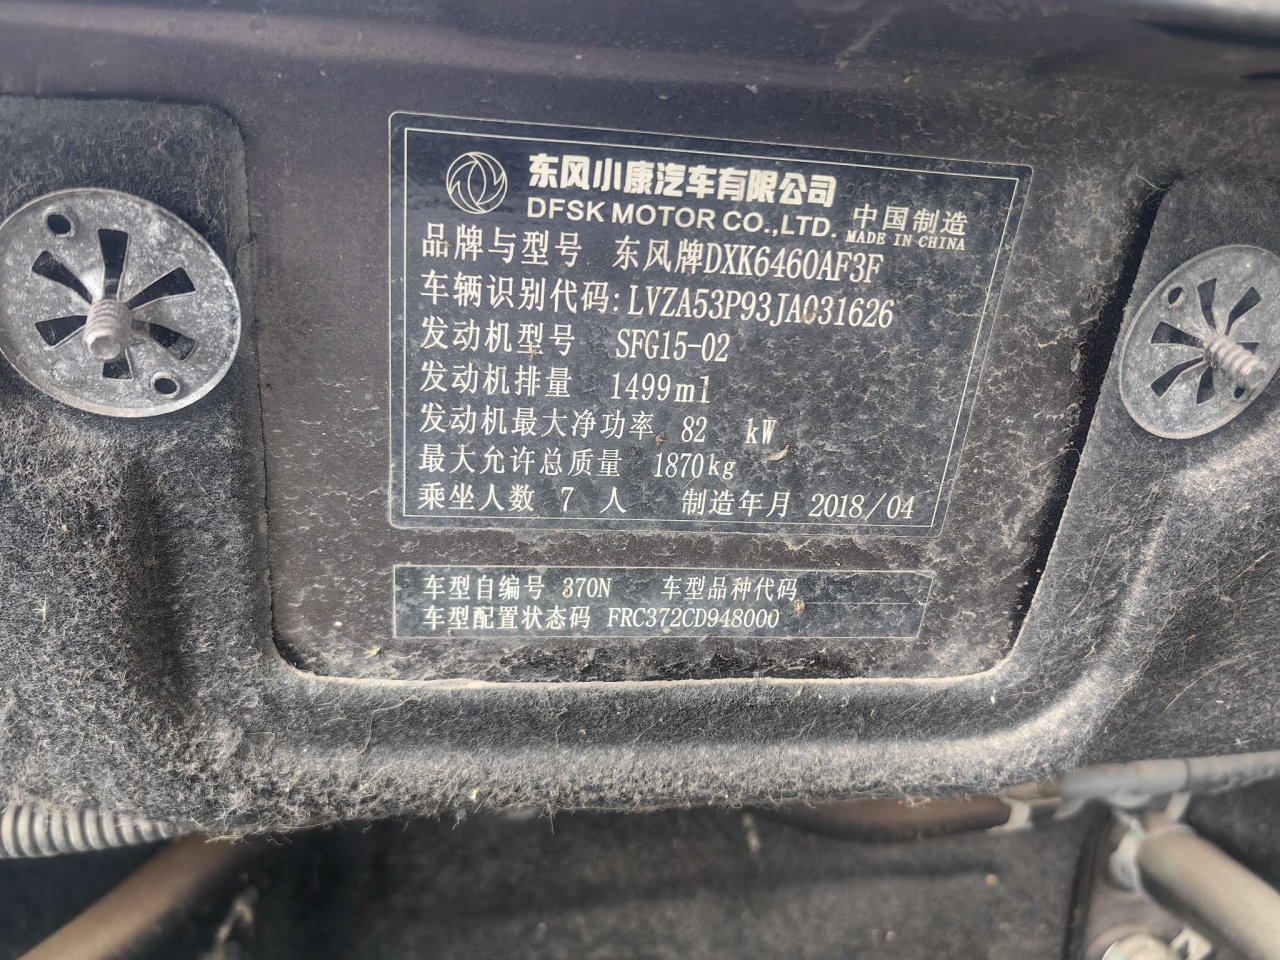 东风小康汽车有限公司
DFSK MOTOR CO.,LTD.
中国制造
MADE IN CHINA
品牌与型号 东风牌DXK6460AF3F
车辆识别代码:LVZA53P93JA031626
发动机型号 SFG15-02
发动机排量 1499ml
发动机最大净功率 82 kW
最大允许总质量 1870kg
乘坐人数 7 人 制造年月 2018/04
车型自编号 370N 车型品种代码
车型配置状态码 FRC372CD948000